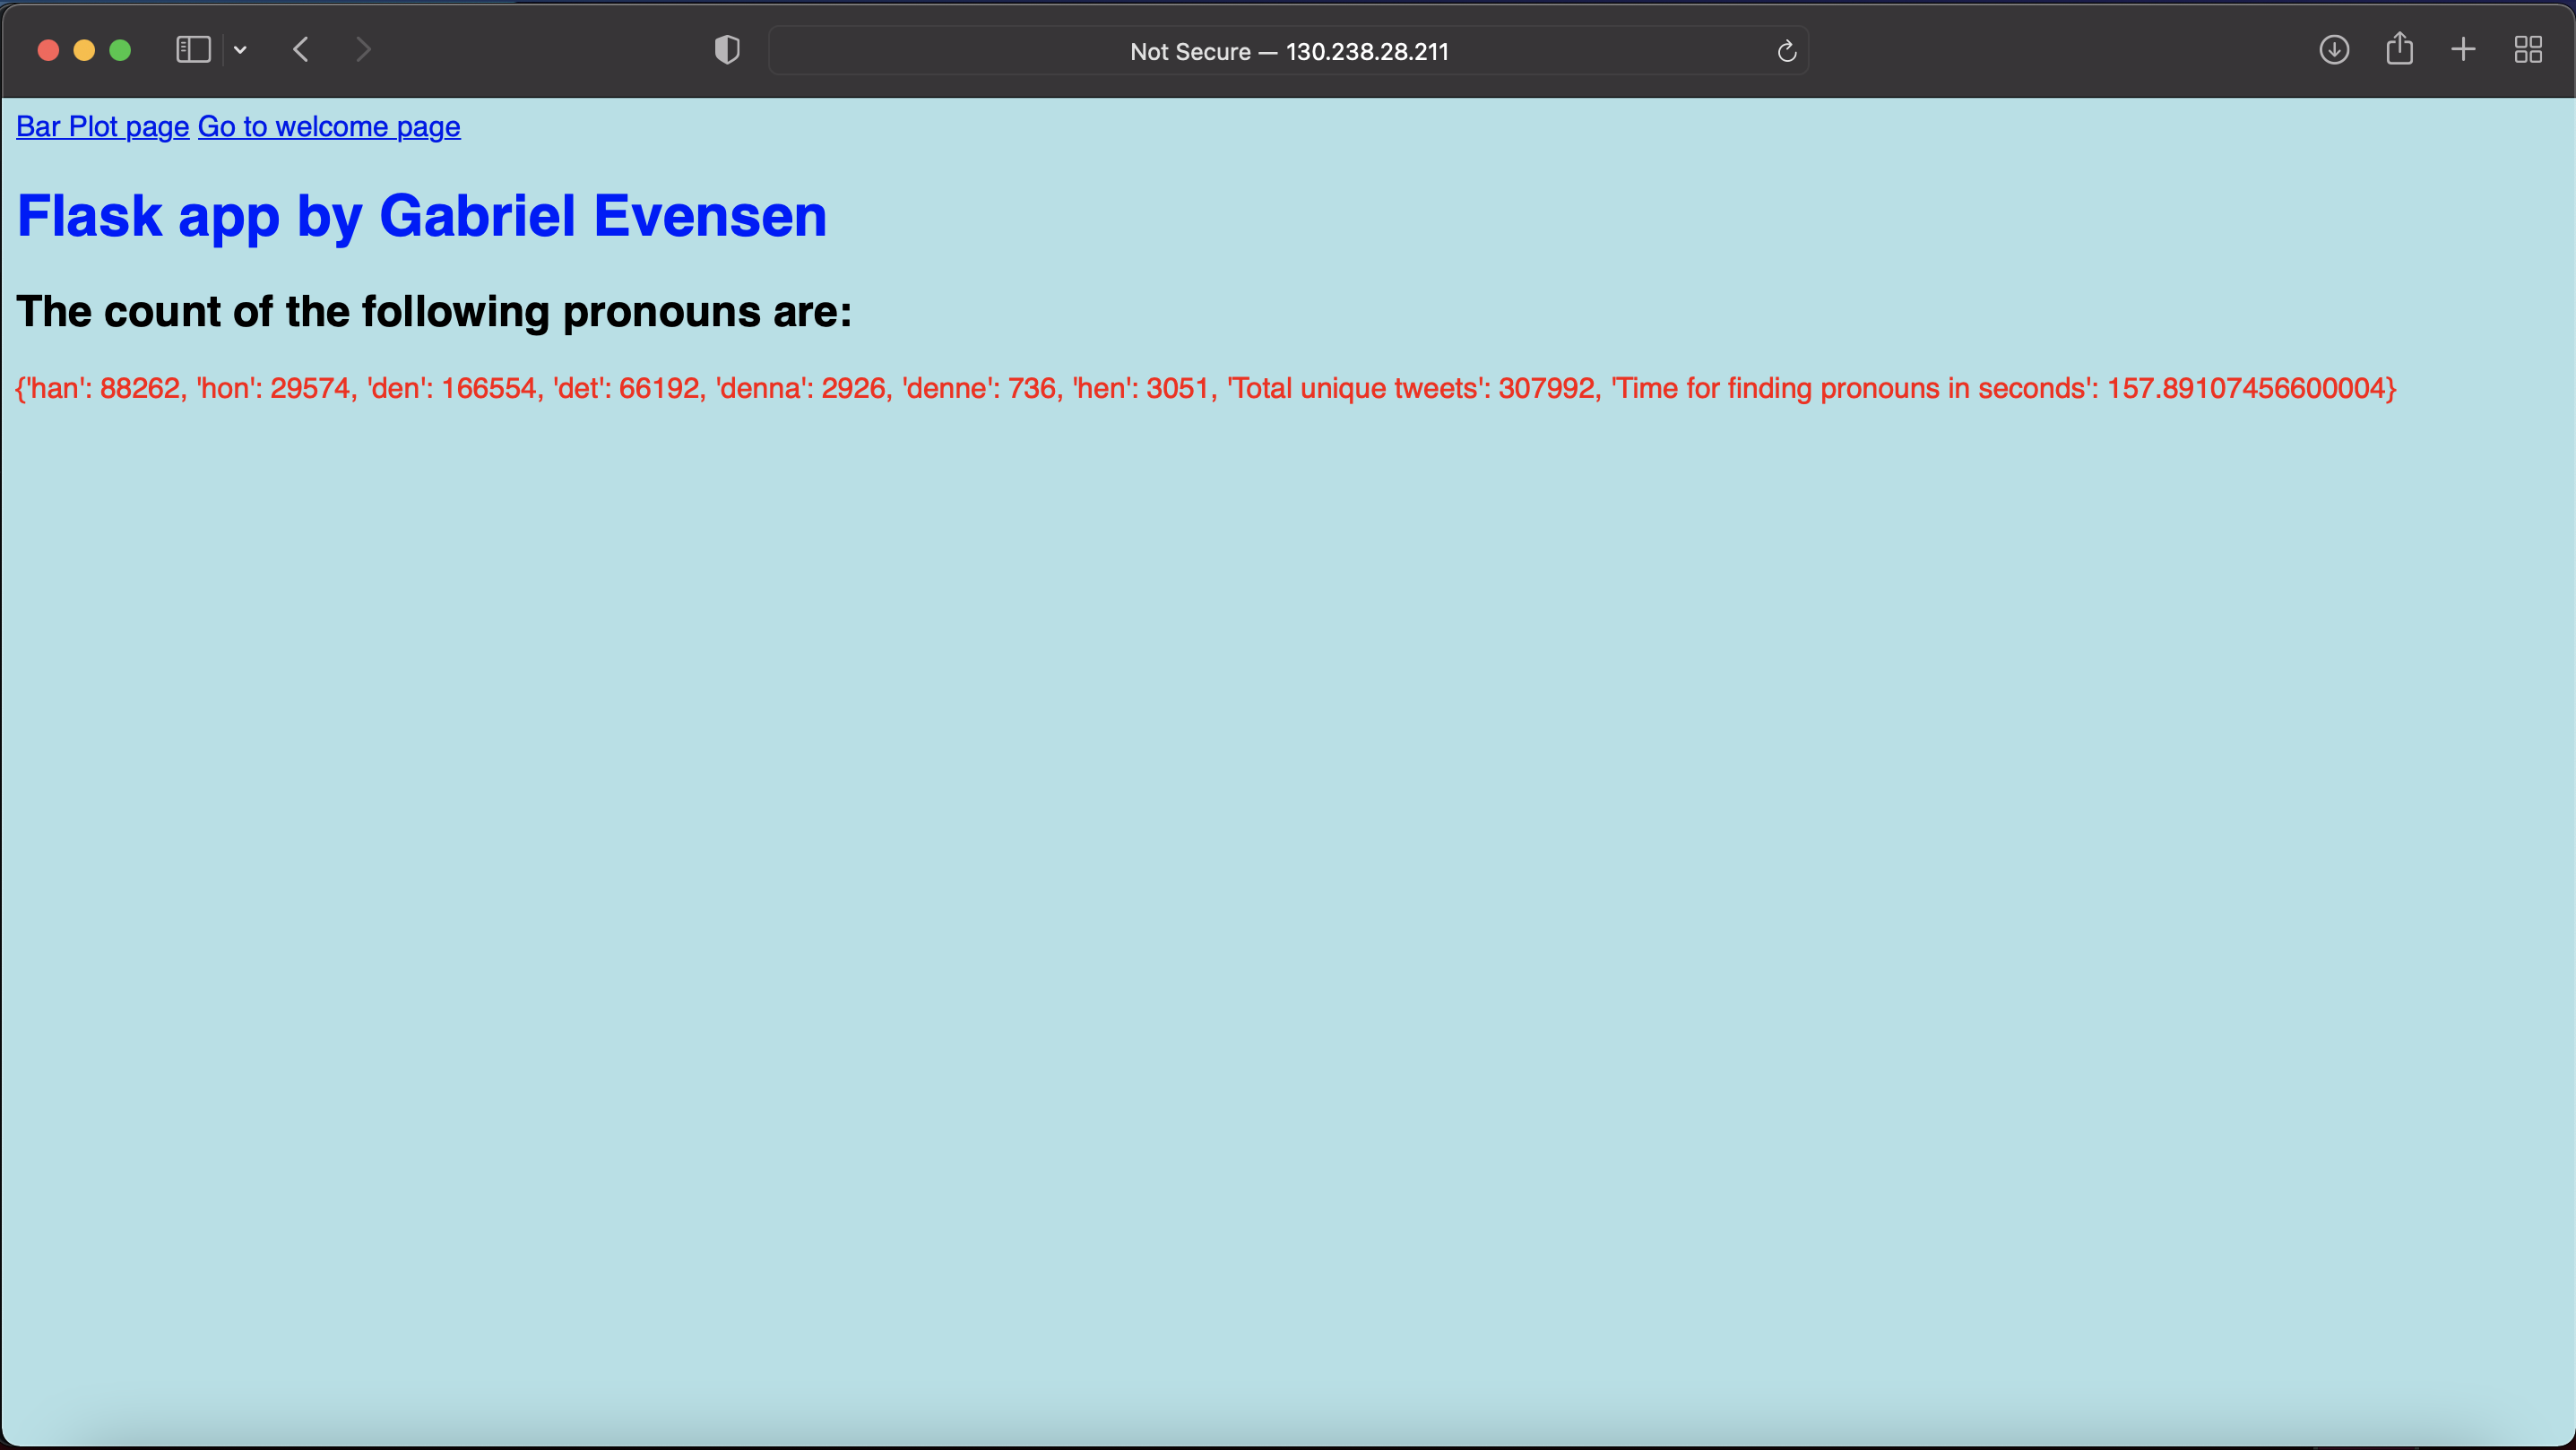 Not Secure — 130.238.28.211
Bar Plot page Go to welcome page
Flask app by Gabriel Evensen
The count of the following pronouns are:
{'han': 88262, 'hon': 29574, 'den': 166554, 'det': 66192, 'denna': 2926, 'denne': 736, 'hen': 3051, 'Total unique tweets': 307992, 'Time for finding pronouns in seconds': 157.89107456600004}